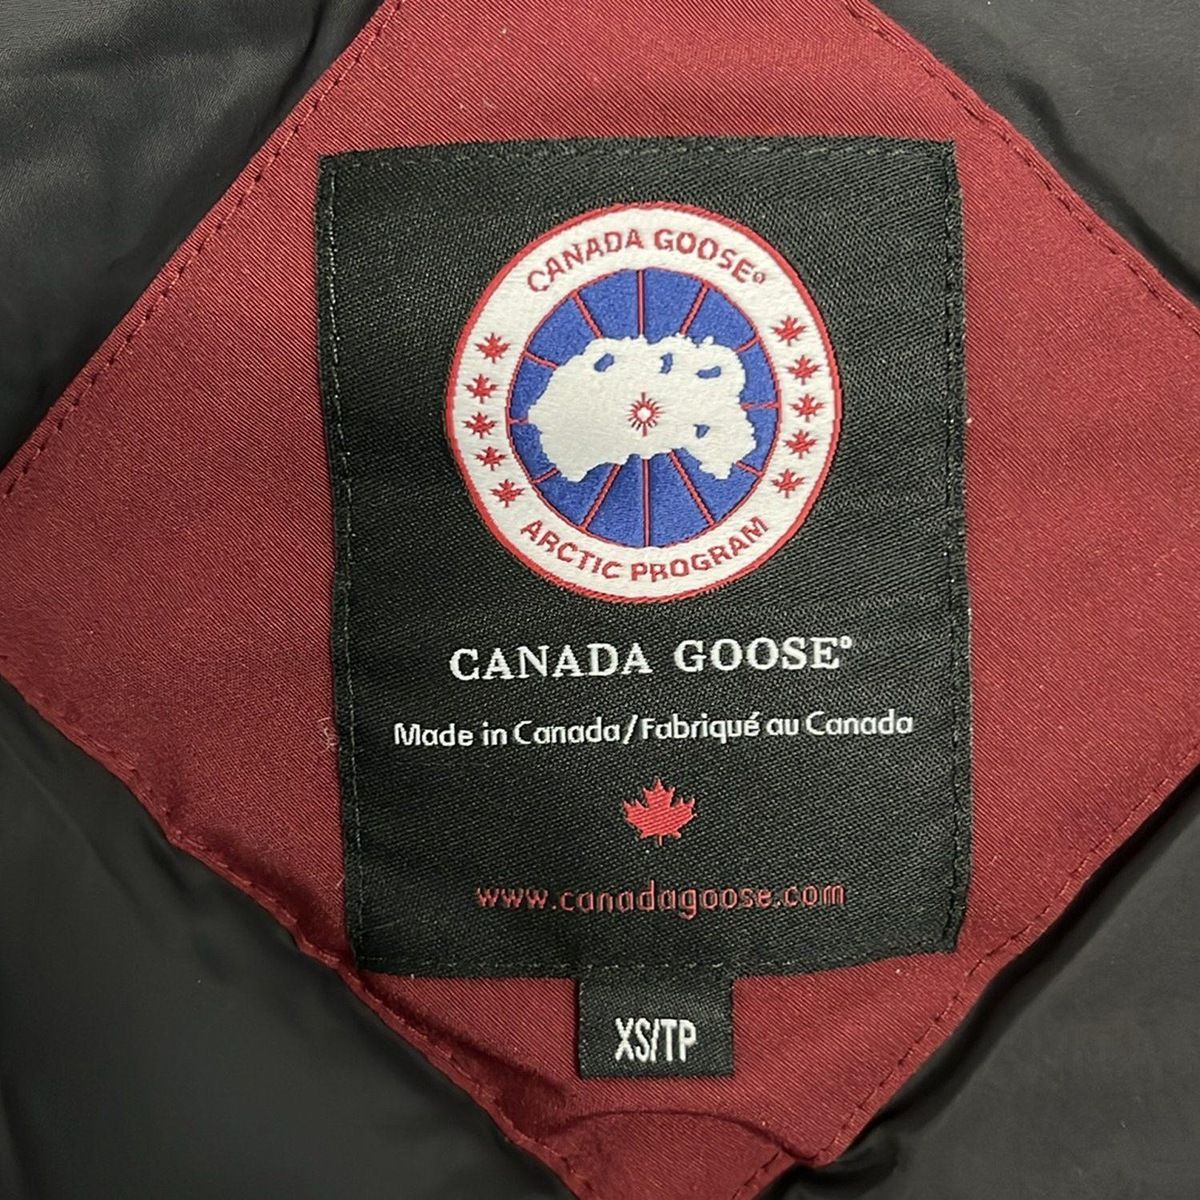 CANADA GOOSE®
ARCTIC PROGRAM
CANADA GOOSE®
Made in Canada/Fabriqué au Canada
www.canadagoose.com
XS/TP